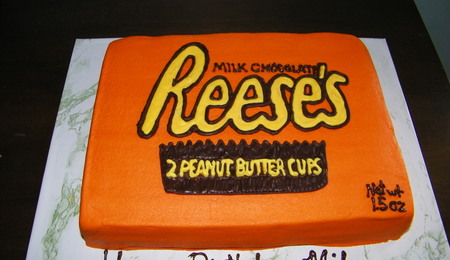 MILK CHOCOLATE
Reese's
2 PEANUT BUTTER CUPS
Net wt
1.5 oz